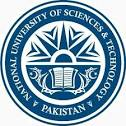 NATIONAL UNIVERSITY OF SCIENCES & TECHNOLOGY
PAKISTAN